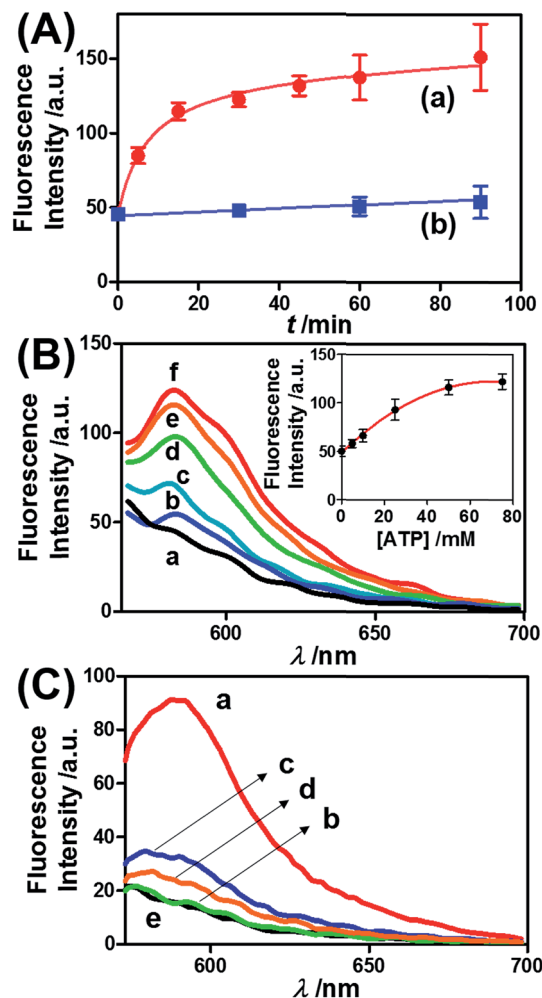 (A)
Fluorescence
Intensity /a.u.
150
100
50
0
(a)
(b)
0 20 40 60 80 100
t /min
(B)
Fluorescence
Intensity /a.u.
150
100
50
0
f
e
d
c
b
a
600 650 700
λ /nm
Fluorescence
Intensity /a.u.
150
100
50
0
0 20 40 60 80
[ATP] /mM
(C)
Fluorescence
Intensity /a.u.
100
80
60
40
20
0
a
c
d
b
e
600 650 700
λ /nm